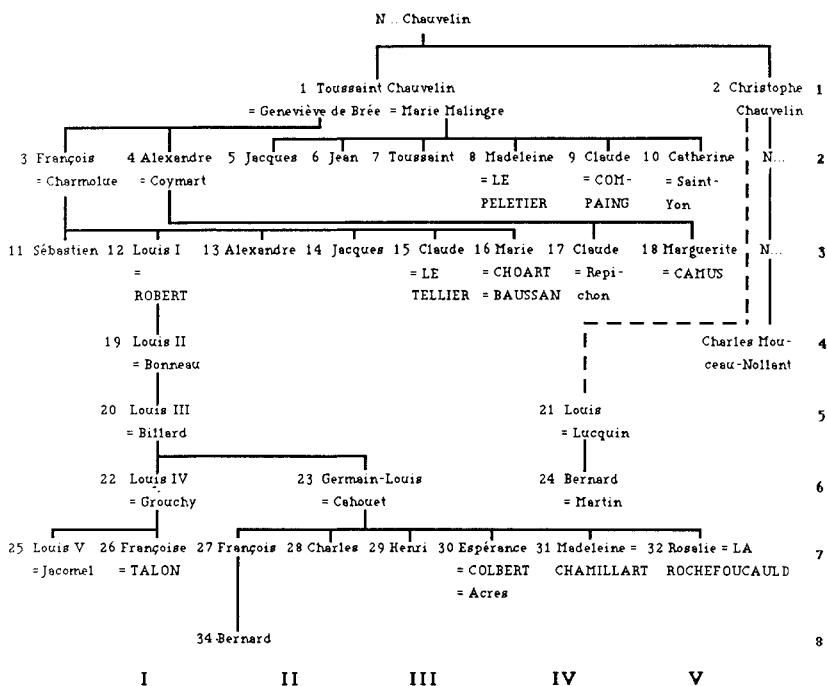 N... Chauvelin
1 Toussaint Chauvelin 2 Christophe 1
= Geneviève de Brée = Marie Malingre Chauvelin
3 François 4 Alexandre 5 Jacques 6 Jean 7 Toussaint 8 Madeleine 9 Claude 10 Catherine N... 2
= Charmolue = Coymart = LE = COM- = Saint-
PELETIER PAING Yon
11 Sébastien 12 Louis I 13 Alexandre 14 Jacques 15 Claude 16 Marie 17 Claude 18 Marguerite N... 3
= = LE = CHOART = Repi- = CAMUS
ROBERT TELLIER = BAUSSAN chon
19 Louis II Charles Mou- 4
= Bonneau ceau-Nollant
20 Louis III 21 Louis 5
= Billard = Lucquin
22 Louis IV 23 Germain-Louis 24 Bernard 6
= Grouchy = Cahouet = Martin
25 Louis V 26 Françoise 27 François 28 Charles 29 Henri 30 Espérance 31 Madeleine = 32 Rosalie = LA 7
= Jacomel = TALON = COLBERT CHAMILLART ROCHEFOUCAULD
= Acres
34 Bernard 8
I II III IV V